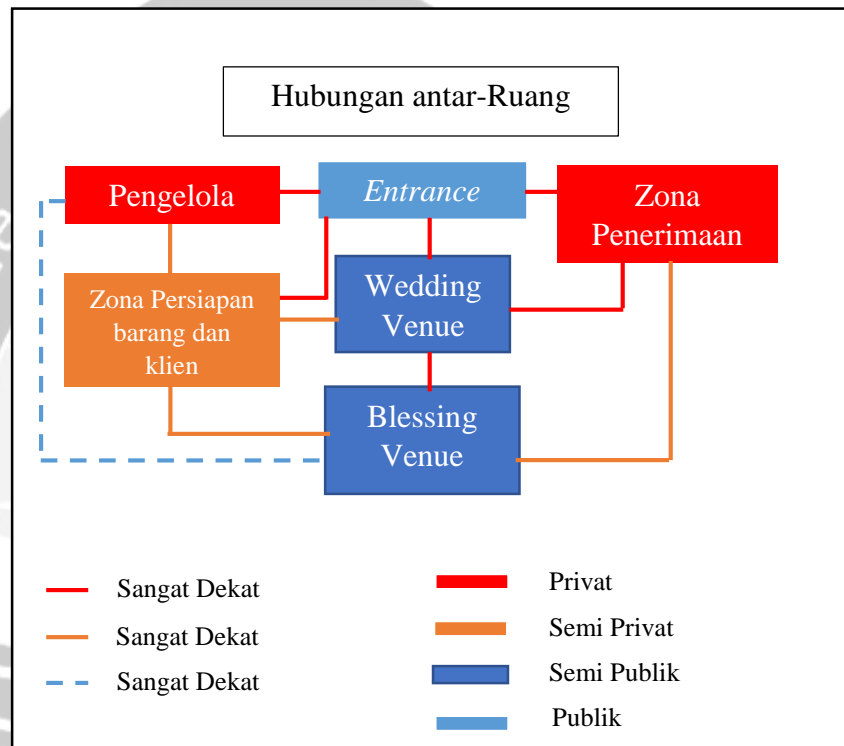 Hubungan antar-Ruang
Pengelola
Entrance
Zona
Penerimaan
Zona Persiapan
barang dan
klien
Wedding
Venue
Blessing
Venue
Sangat Dekat
Sangat Dekat
Sangat Dekat
Privat
Semi Privat
Semi Publik
Publik